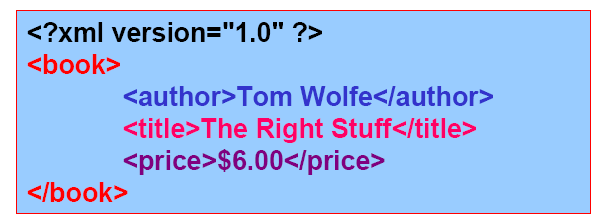 <?xml version="1.0" ?>
<book>
<author>Tom Wolfe</author>
<title>The Right Stuff</title>
<price>$6.00</price>
</book>